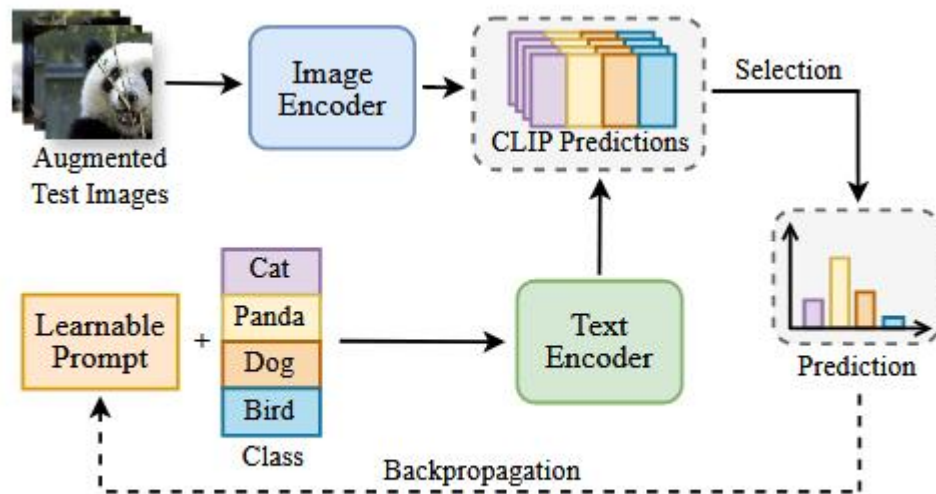 Image
Encoder
CLIP Predictions
Selection
Augmented
Test Images
Learnable
Prompt
+
Cat
Panda
Dog
Bird
Class
Text
Encoder
Prediction
Backpropagation